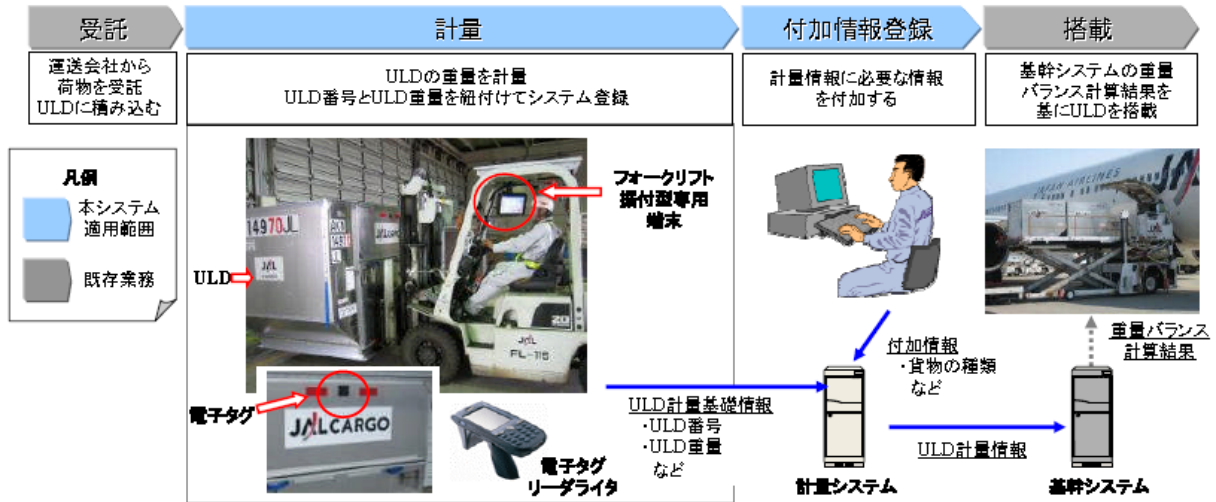 受託
計量
付加情報登録
搭載
運送会社から
荷物を受託
ULDに積み込む
ULDの重量を計量
ULD番号とULD重量を紐付けてシステム登録
計量情報に必要な情報
を付加する
基幹システムの重量
バランス計算結果を
基にULDを搭載
凡例
本システム
適用範囲
既存業務
ULD
14970JL
JAL
JALCARGO
JAL
FL-116
フォークリフト
据付型専用
端末
JAPAN AIRLINES
電子タグ
JALCARGO
電子タグ
リーダライタ
ULD計量基礎情報
・ULD番号
・ULD重量
など
付加情報
・貨物の種類
など
計量システム
ULD計量情報
重量バランス
計算結果
基幹システム